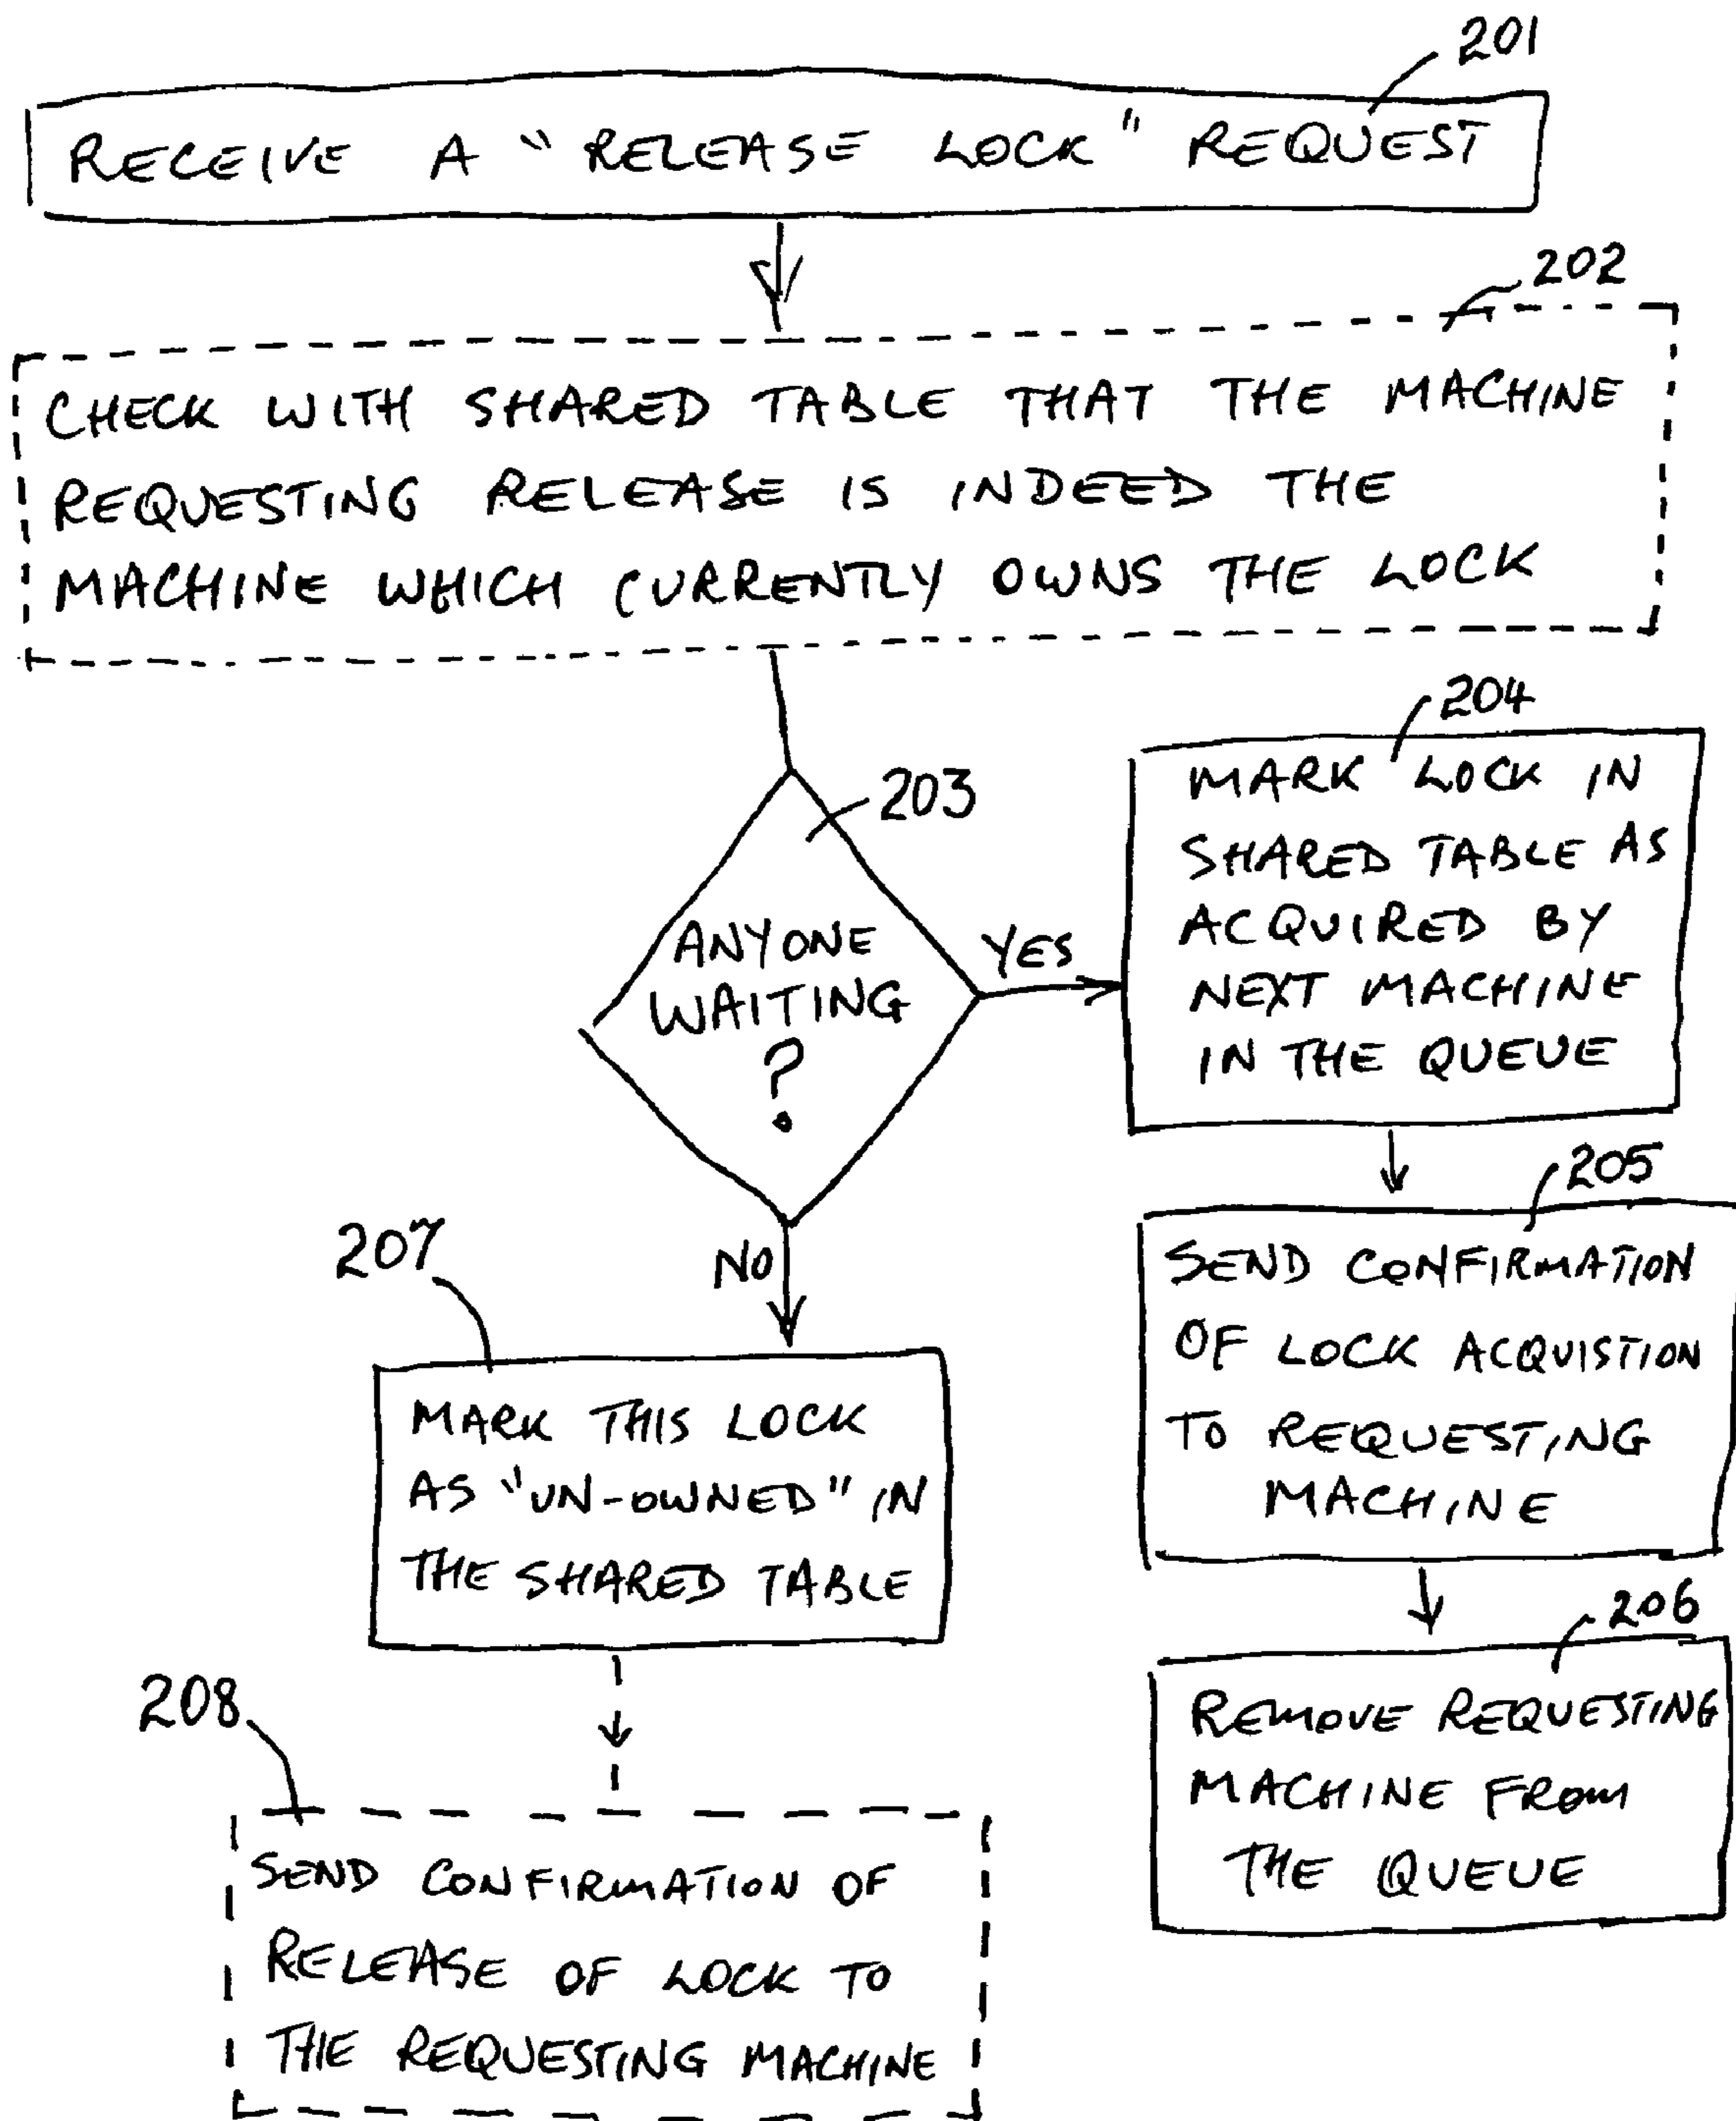 201
RECEIVE A "RELEASE LOCK" REQUEST
202
CHECK WITH SHARED TABLE THAT THE MACHINE
REQUESTING RELEASE IS INDEED THE
MACHINE WHICH CURRENTLY OWNS THE LOCK
203
ANYONE
WAITING
?
YES
NO
204
MARK LOCK IN
SHARED TABLE AS
ACQUIRED BY
NEXT MACHINE
IN THE QUEUE
205
SEND CONFIRMATION
OF LOCK ACQUISTION
TO REQUESTING
MACHINE
206
REMOVE REQUESTING
MACHINE FROM
THE QUEUE
207
MARK THIS LOCK
AS "UN-OWNED" IN
THE SHARED TABLE
208
SEND CONFIRMATION OF
RELEASE OF LOCK TO
THE REQUESTING MACHINE